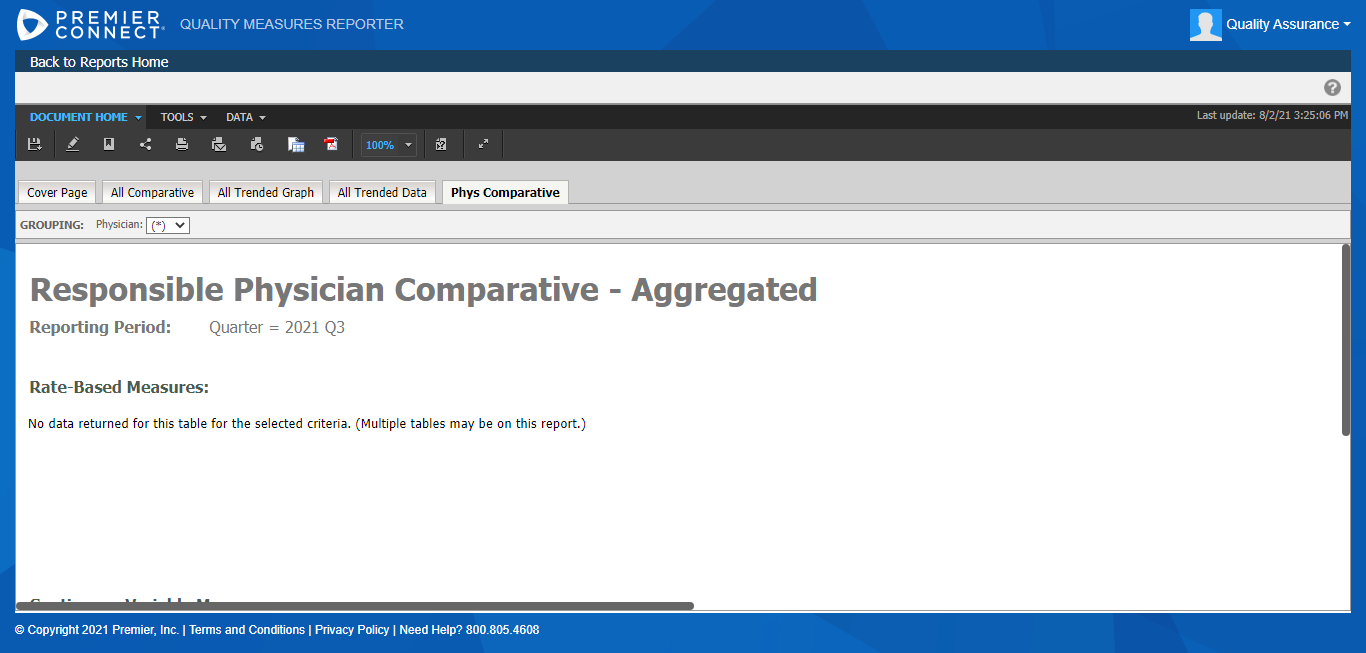 PREMIER
CONNECT
QUALITY MEASURES REPORTER
Quality Assurance
Back to Reports Home
?
DOCUMENT HOME TOOLS DATA
Last update: 8/2/21 3:25:06 PM
100%
Cover Page All Comparative All Trended Graph All Trended Data Phys Comparative
GROUPING: Physician: (*)
Responsible Physician Comparative - Aggregated
Reporting Period: Quarter = 2021 Q3
Rate-Based Measures:
No data returned for this table for the selected criteria. (Multiple tables may be on this report.)
© Copyright 2021 Premier, Inc. | Terms and Conditions | Privacy Policy | Need Help? 800.805.4608